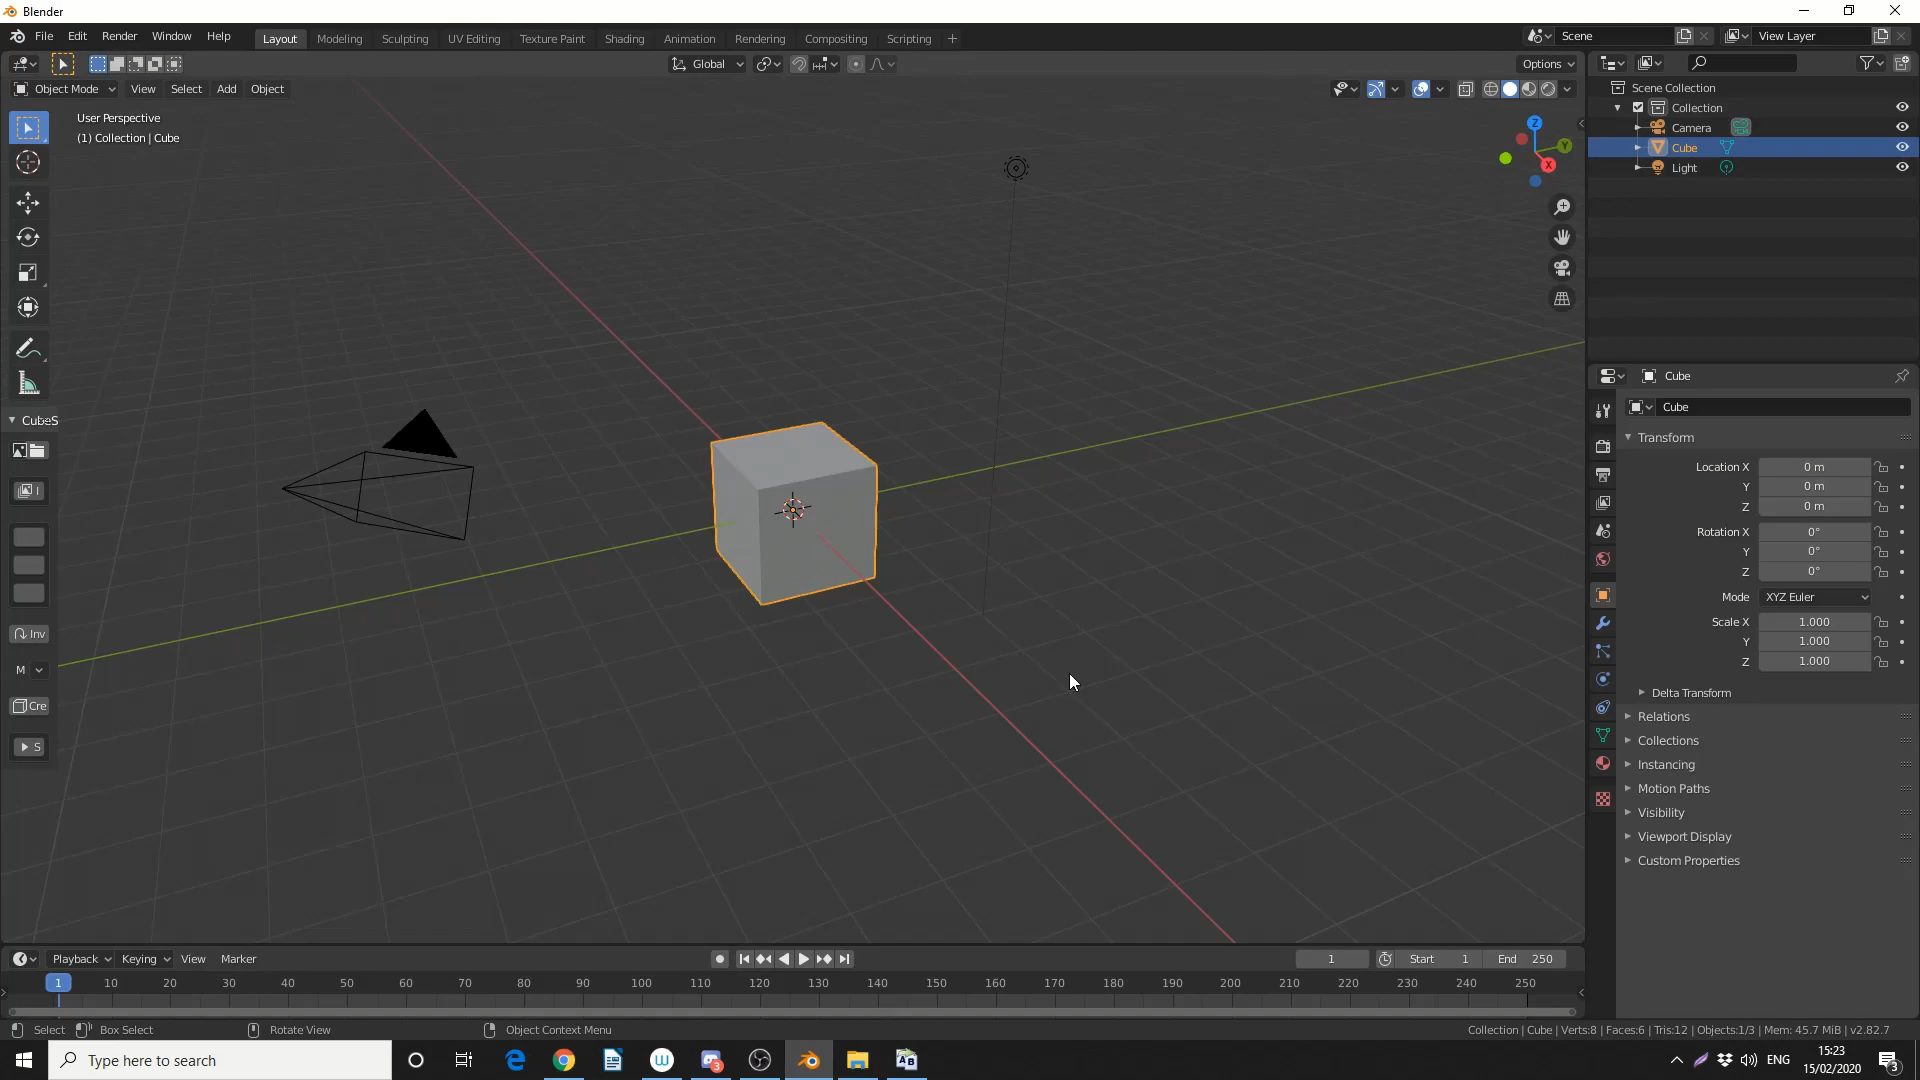 Blender
File Edit Render Window Help Layout Modeling Sculpting UV Editing Texture Paint Shading Animation Rendering Compositing Scripting + Scene View Layer
Global Options
Object Mode View Select Add Object
User Perspective
(1) Collection | Cube
Z
Y
X
Scene Collection
Collection
Camera
Cube
Light
CubeS
I
Inv
M
Cre
S
Cube
Cube
Transform
Location X 0 m
Y 0 m
Z 0 m
Rotation X 0°
Y 0°
Z 0°
Mode XYZ Euler
Scale X 1.000
Y 1.000
Z 1.000
Delta Transform
Relations
Collections
Instancing
Motion Paths
Visibility
Viewport Display
Custom Properties
Playback Keying View Marker 1 Start 1 End 250
1 10 20 30 40 50 60 70 80 90 100 110 120 130 140 150 160 170 180 190 200 210 220 230 240 250
Select Box Select Rotate View Object Context Menu Collection | Cube | Verts:8 | Faces:6 | Tris:12 | Objects:1/3 | Mem: 45.7 MiB | v2.82.7
Type here to search W 3 AB ENG 15:23
15/02/2020 3